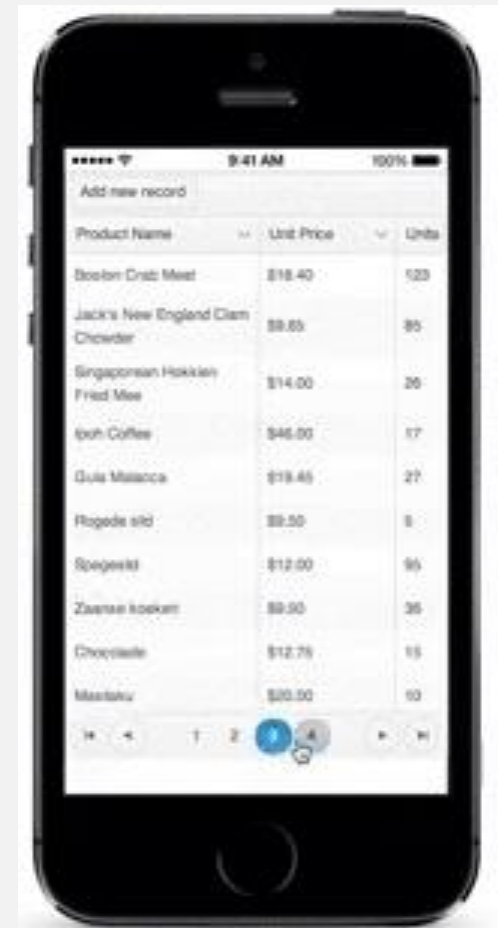 9:41 AM 100%
Add new record
Product Name Unit Price Units
Boston Crab Meat $18.40 123
Jack's New England Clam Chowder $9.65 85
Singaporean Hokkien Fried Mee $14.00 26
Ipoh Coffee $46.00 17
Gula Malacca $19.45 27
Rogede sild $9.50 5
Spegesild $12.00 95
Zaanse koeken $9.50 36
Chocolade $12.75 15
Maxilaku $20.00 10
1 2 3 4